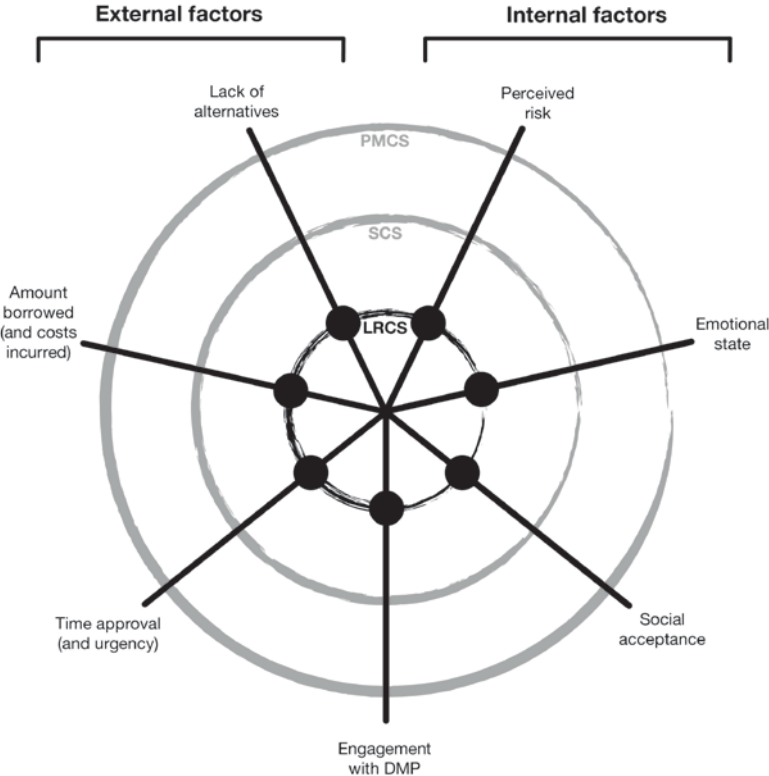 External factors
Internal factors
Lack of
alternatives
Perceived
risk
PMCS
SCS
LRCS
Amount
borrowed
(and costs
incurred)
Emotional
state
Time approval
(and urgency)
Social
acceptance
Engagement
with DMP